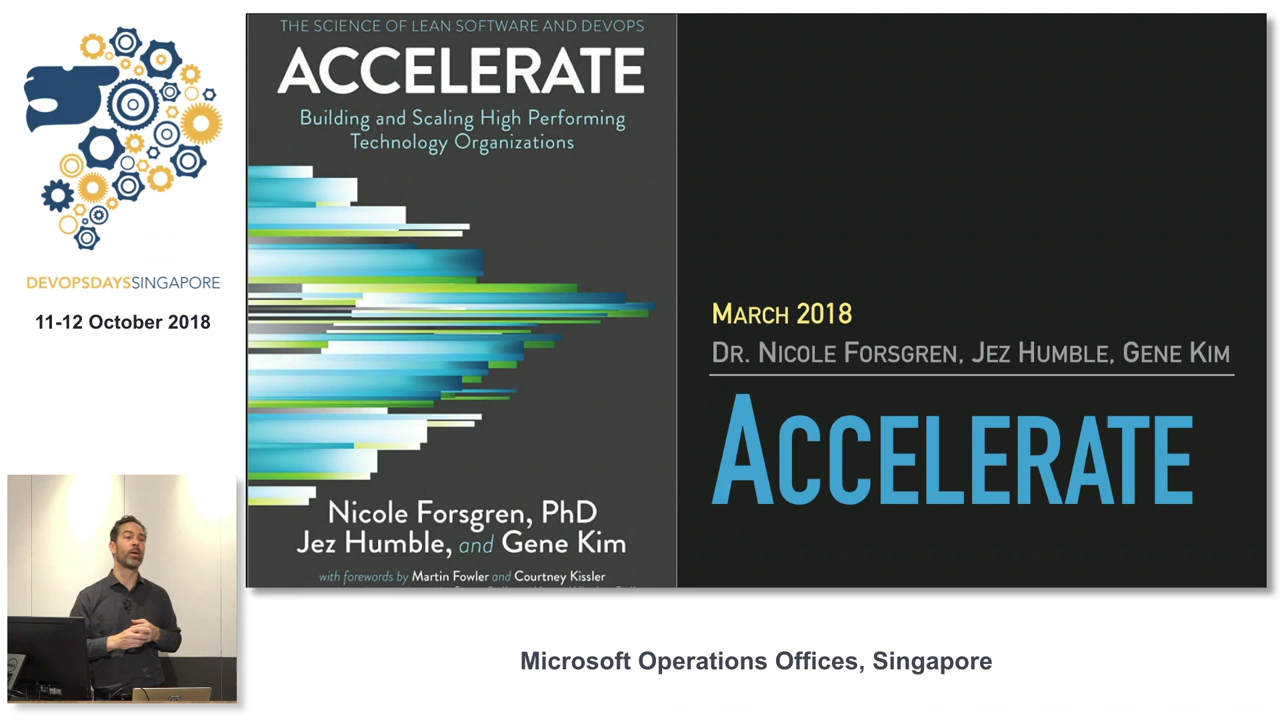 DEVOPSDAYSSINGAPORE
11-12 October 2018
THE SCIENCE OF LEAN SOFTWARE AND DEVOPS
ACCELERATE
Building and Scaling High Performing
Technology Organizations
Nicole Forsgren, PhD
Jez Humble, and Gene Kim
with forewords by Martin Fowler and Courtney Kissler
MARCH 2018
DR. NICOLE FORSGREN, JEZ HUMBLE, GENE KIM
ACCELERATE
Microsoft Operations Offices, Singapore